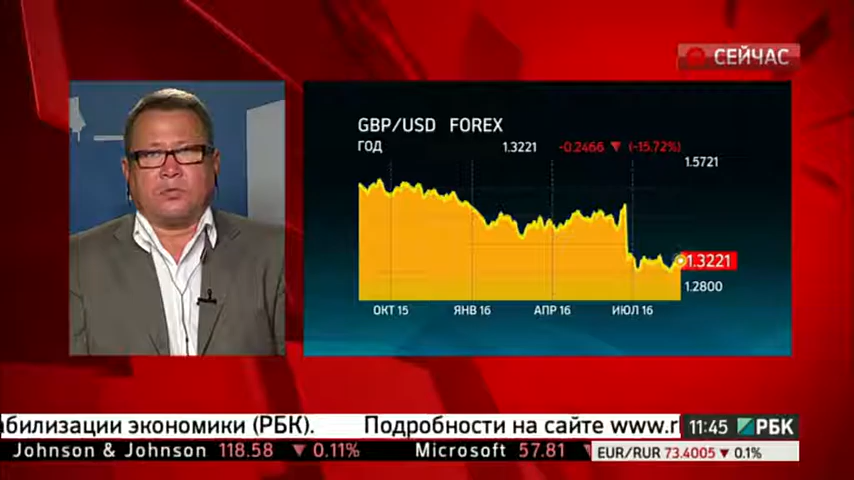 СЕЙЧАС
GBP/USD FOREX
ГОД 1.3221 -0.2466 ▼ (-15.72%)
1.5721
1.3221
1.2800
ОКТ 15 ЯНВ 16 АПР 16 ИЮЛ 16
абилизации экономики (РБК). Подробности на сайте www.r
11:45 РБК
Johnson & Johnson 118.58 ▼ 0.11% Microsoft 57.81 ▼
EUR/RUR 73.4005 ▼ 0.1%